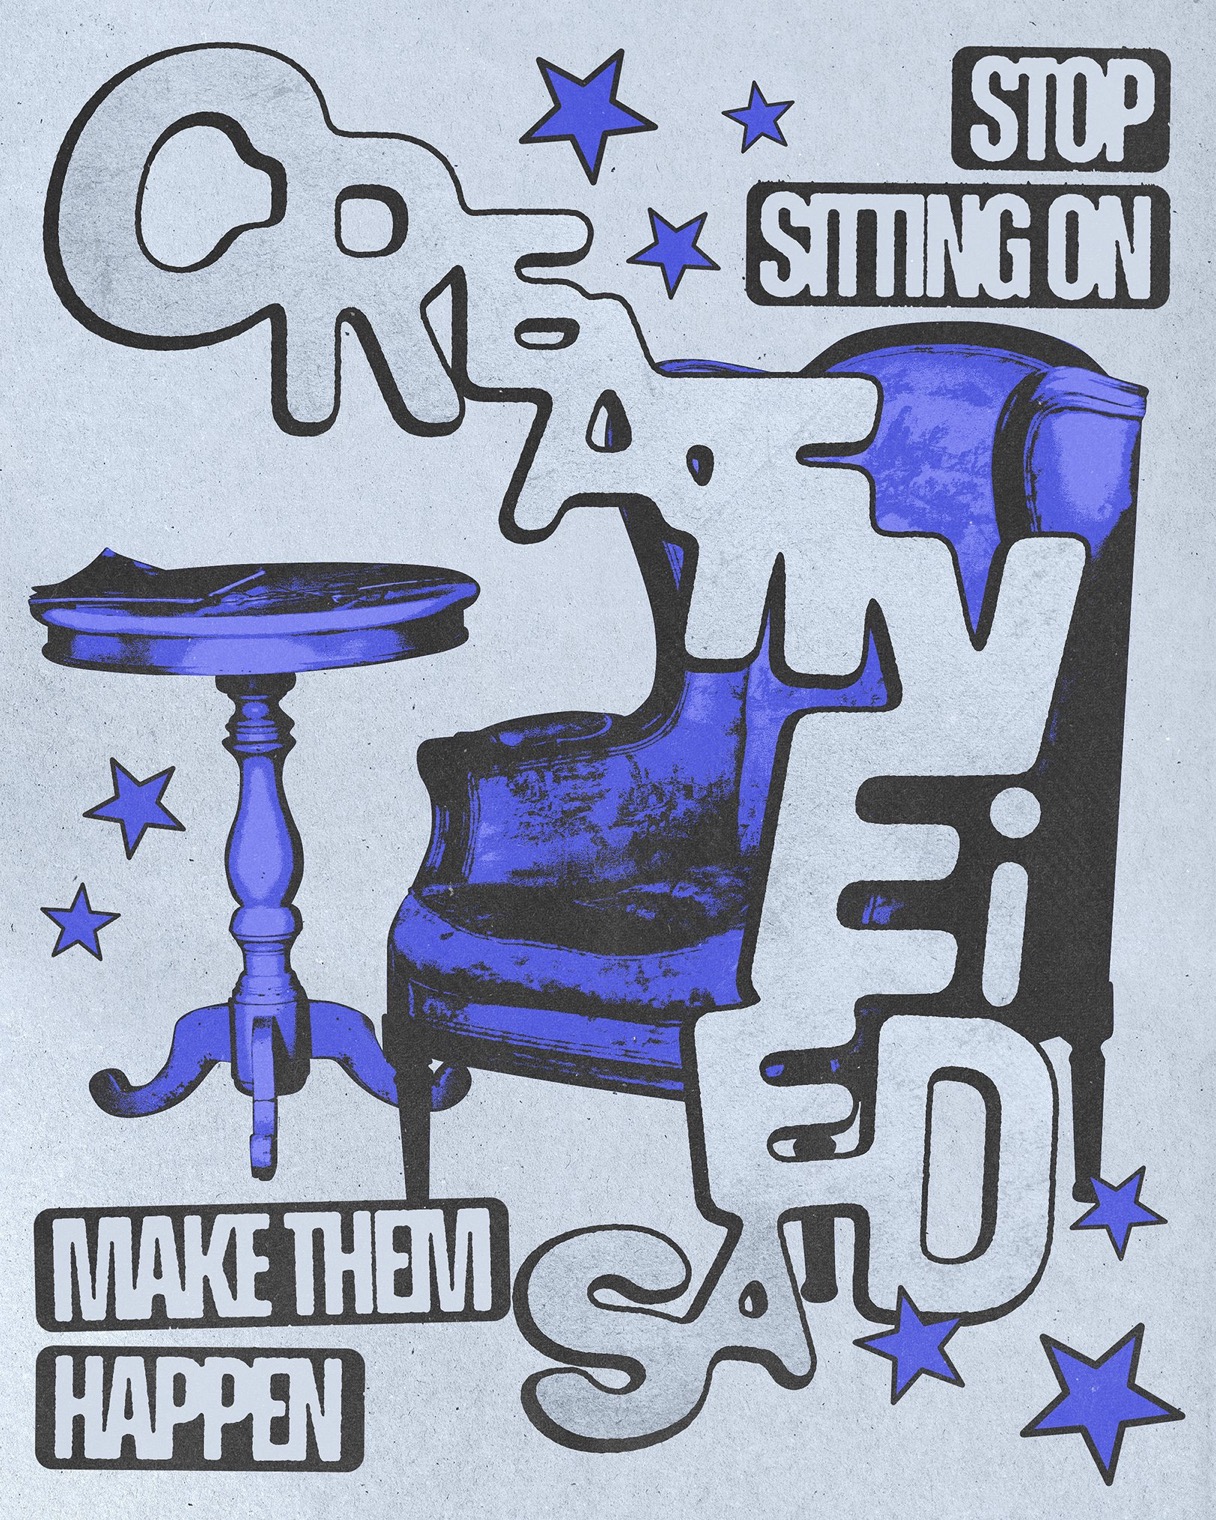 STOP
SITTING ON
CREATIVE
iDEAS
MAKE THEM
HAPPEN